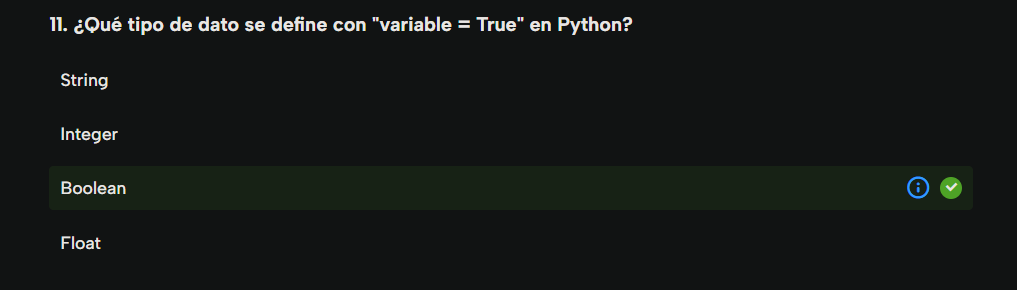 11. ¿Qué tipo de dato se define con "variable = True" en Python?
String
Integer
Boolean
Float